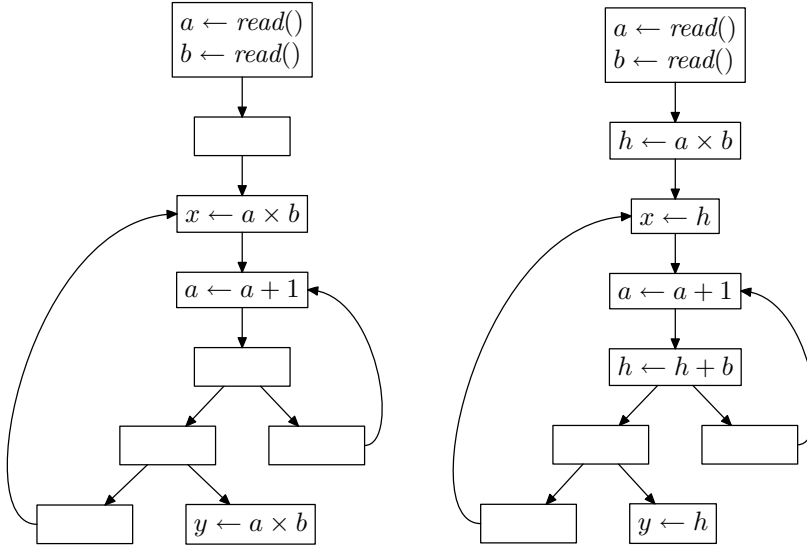 a ← read()
b ← read()
x ← a × b
a ← a + 1
y ← a × b
a ← read()
b ← read()
h ← a × b
x ← h
a ← a + 1
h ← h + b
y ← h